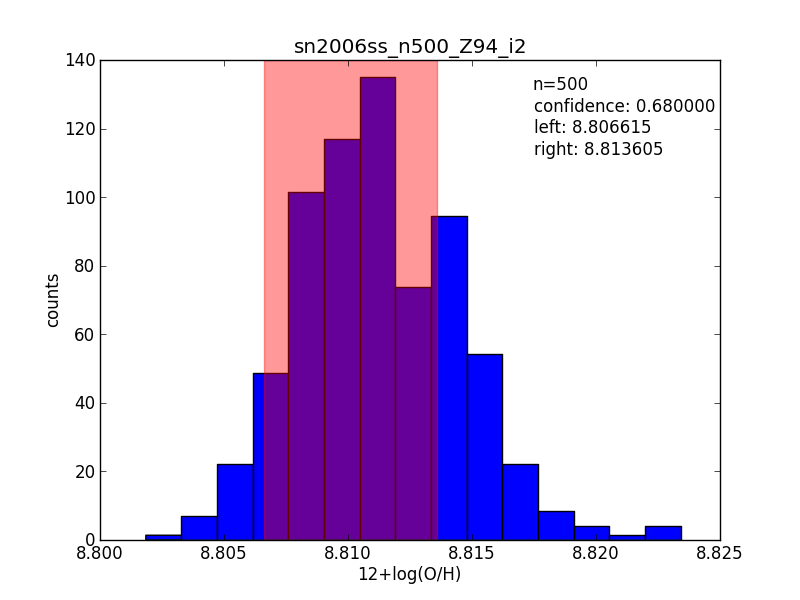 sn2006ss_n500_Z94_i2
n=500
confidence: 0.680000
left: 8.806615
right: 8.813605
140
120
100
80
60
40
20
0
counts
8.800 8.805 8.810 8.815 8.820 8.825
12+log(O/H)